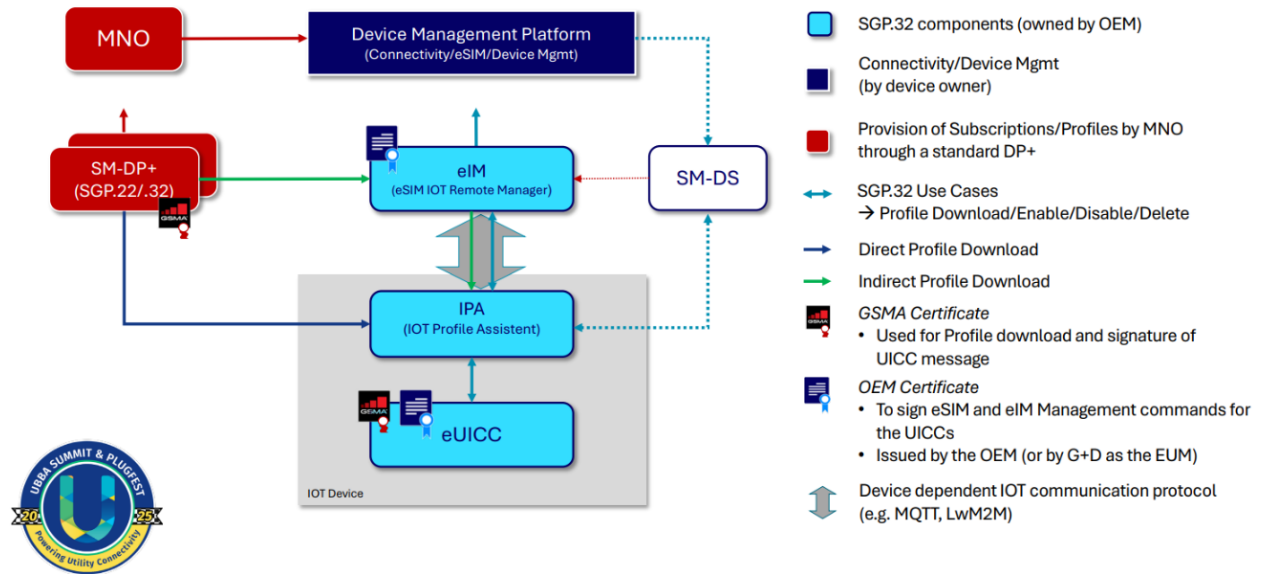 MNO
Device Management Platform
(Connectivity/eSIM/Device Mgmt)
SM-DP+
(SGP.22/.32)
GSMA
eIM
(eSIM IOT Remote Manager)
SM-DS
IPA
(IOT Profile Assistent)
GSMA
eUICC
IOT Device
UBBA SUMMIT & PLUGFEST
20 25
Powering Utility Connectivity
SGP.32 components (owned by OEM)
Connectivity/Device Mgmt
(by device owner)
Provision of Subscriptions/Profiles by MNO
through a standard DP+
SGP.32 Use Cases
→ Profile Download/Enable/Disable/Delete
Direct Profile Download
Indirect Profile Download
GSMA
GSMA Certificate
• Used for Profile download and signature of
UICC message
OEM Certificate
• To sign eSIM and eIM Management commands for
the UICCs
• Issued by the OEM (or by G+D as the EUM)
Device dependent IOT communication protocol
(e.g. MQTT, LwM2M)